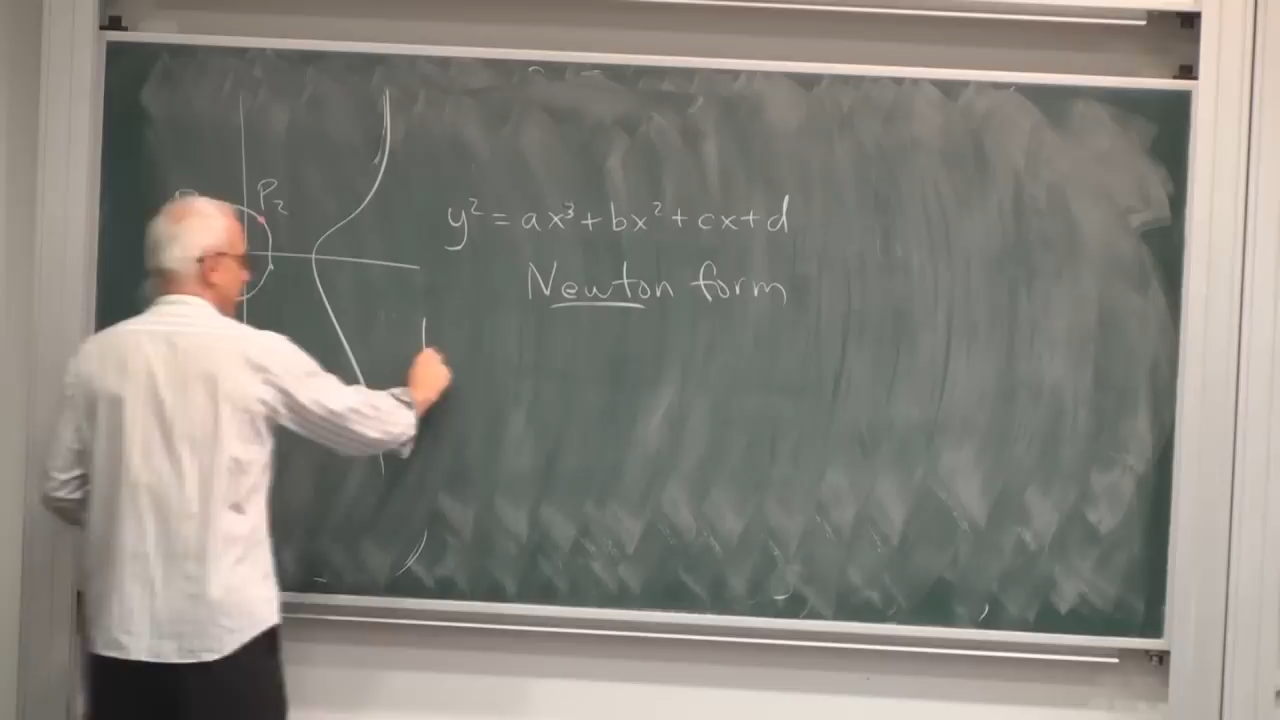 P₂
y² = ax³ + bx² + cx + d
Newton form